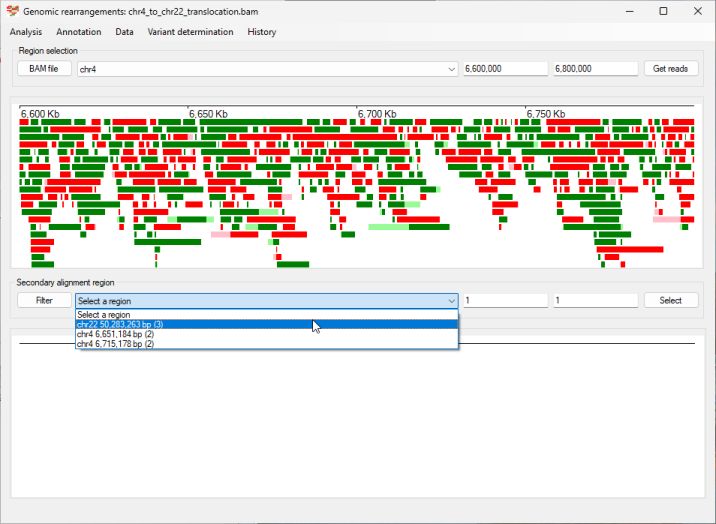 Genomic rearrangements: chr4_to_chr22_translocation.bam
Analysis Annotation Data Variant determination History
Region selection
BAM file chr4 6,600,000 6,800,000 Get reads
6,600 Kb 6,650 Kb 6,700 Kb 6,750 Kb
Secondary alignment region
Filter Select a region 1 1 Select
Select a region
chr22 50,283,263 bp (3)
chr4 6,651,184 bp (2)
chr4 6,715,178 bp (2)